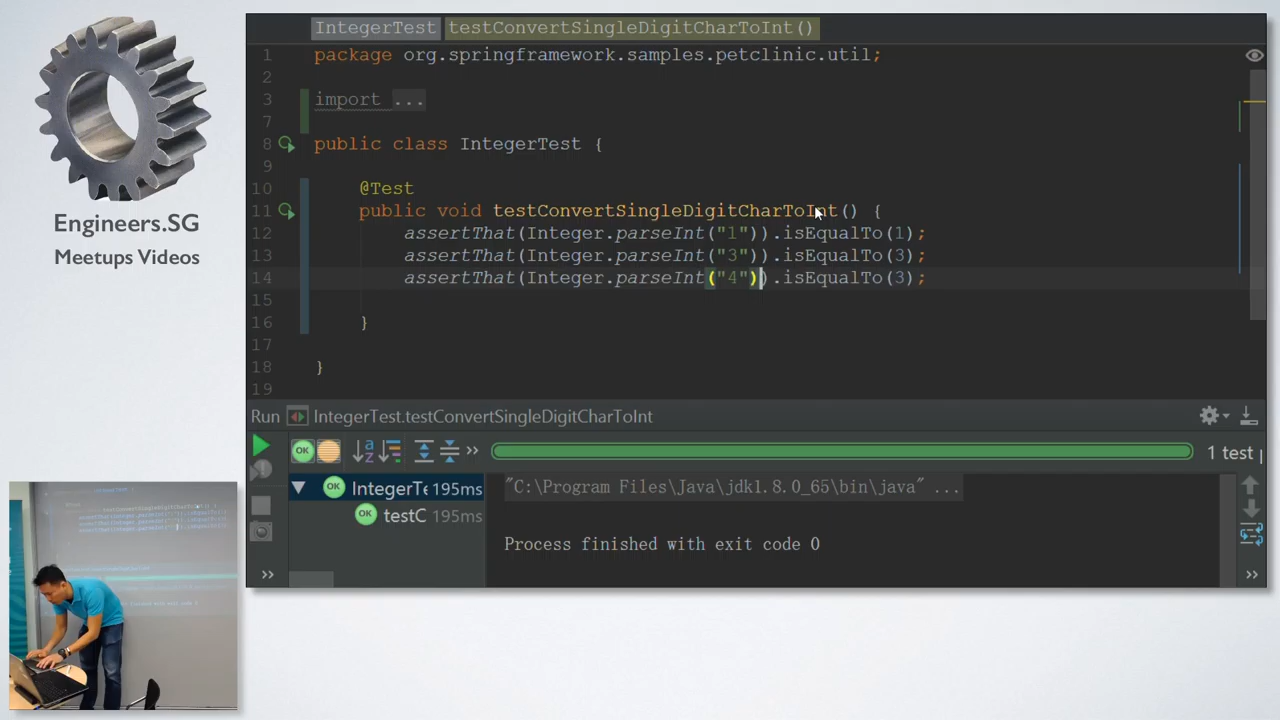 Engineers.SG
Meetups Videos
IntegerTest testConvertSingleDigitCharToInt()
1 package org.springframework.samples.petclinic.util;
2
3 import ...
7
8 public class IntegerTest {
9
10 @Test
11 public void testConvertSingleDigitCharToInt() {
12 assertThat(Integer.parseInt("1")).isEqualTo(1);
13 assertThat(Integer.parseInt("3")).isEqualTo(3);
14 assertThat(Integer.parseInt("4")).isEqualTo(3);
15
16 }
17
18 }
19
Run IntegerTest.testConvertSingleDigitCharToInt
OK a z >> 1 test
OK IntegerTe 195ms "C:\Program Files\Java\jdk1.8.0_65\bin\java" ...
OK testC 195ms
Process finished with exit code 0
>> >>